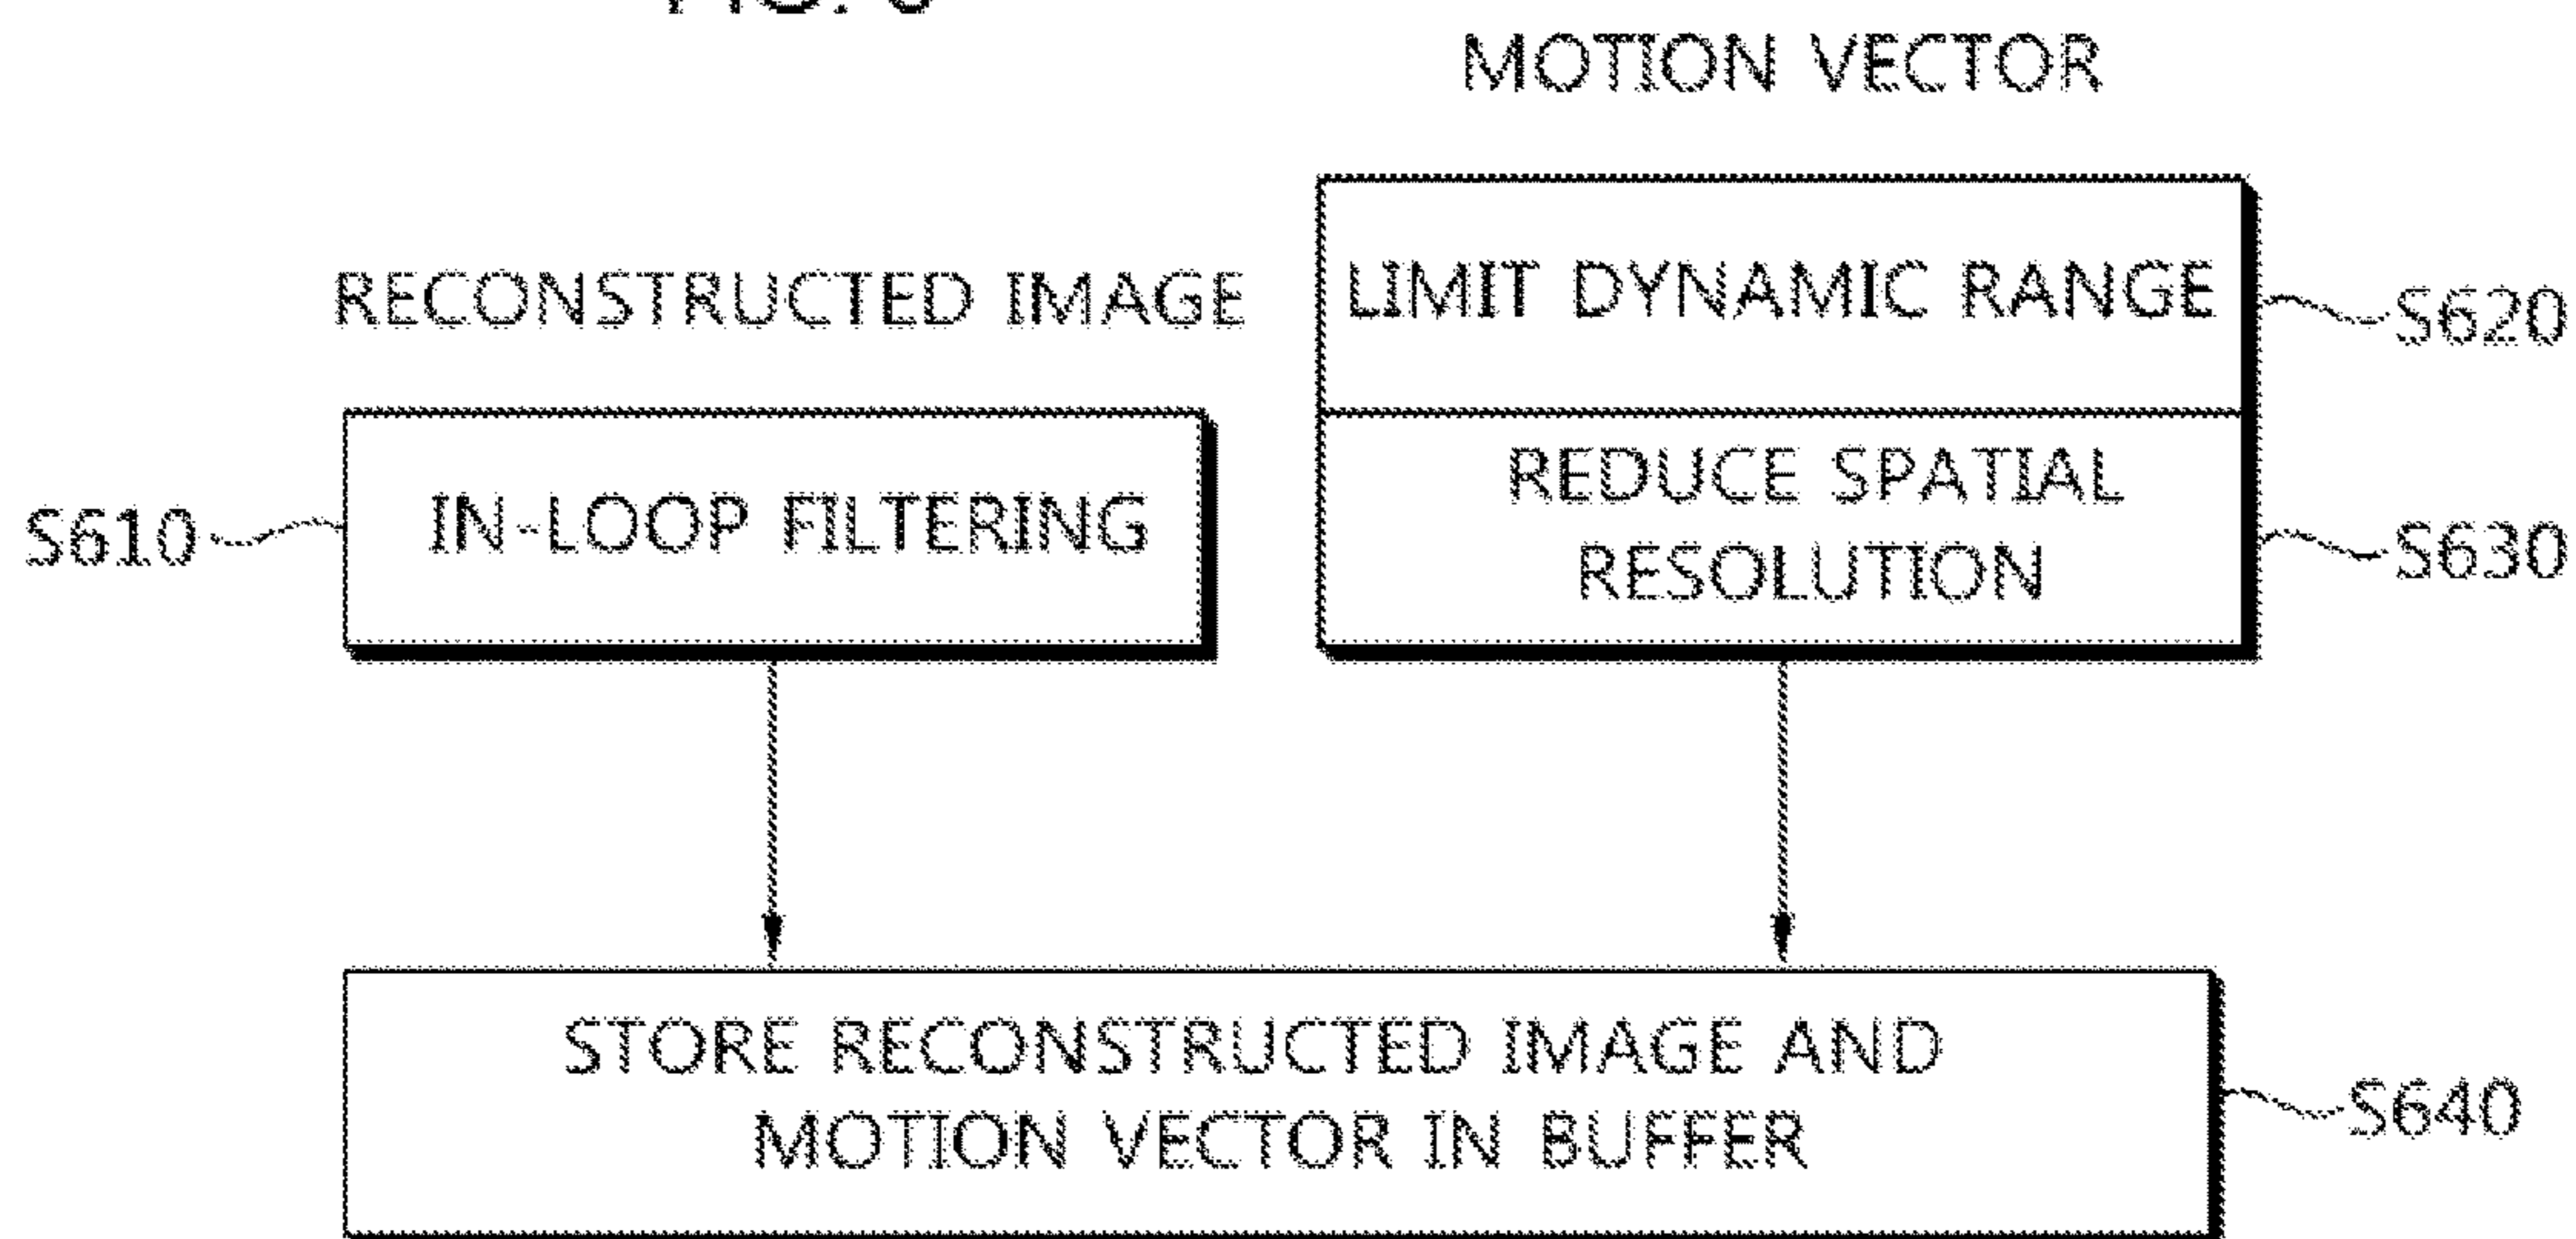 MOTION VECTOR
LIMIT DYNAMIC RANGE
S620
RECONSTRUCTED IMAGE
REDUCE SPATIAL
RESOLUTION
S630
S610
IN-LOOP FILTERING
STORE RECONSTRUCTED IMAGE AND
MOTION VECTOR IN BUFFER
S640